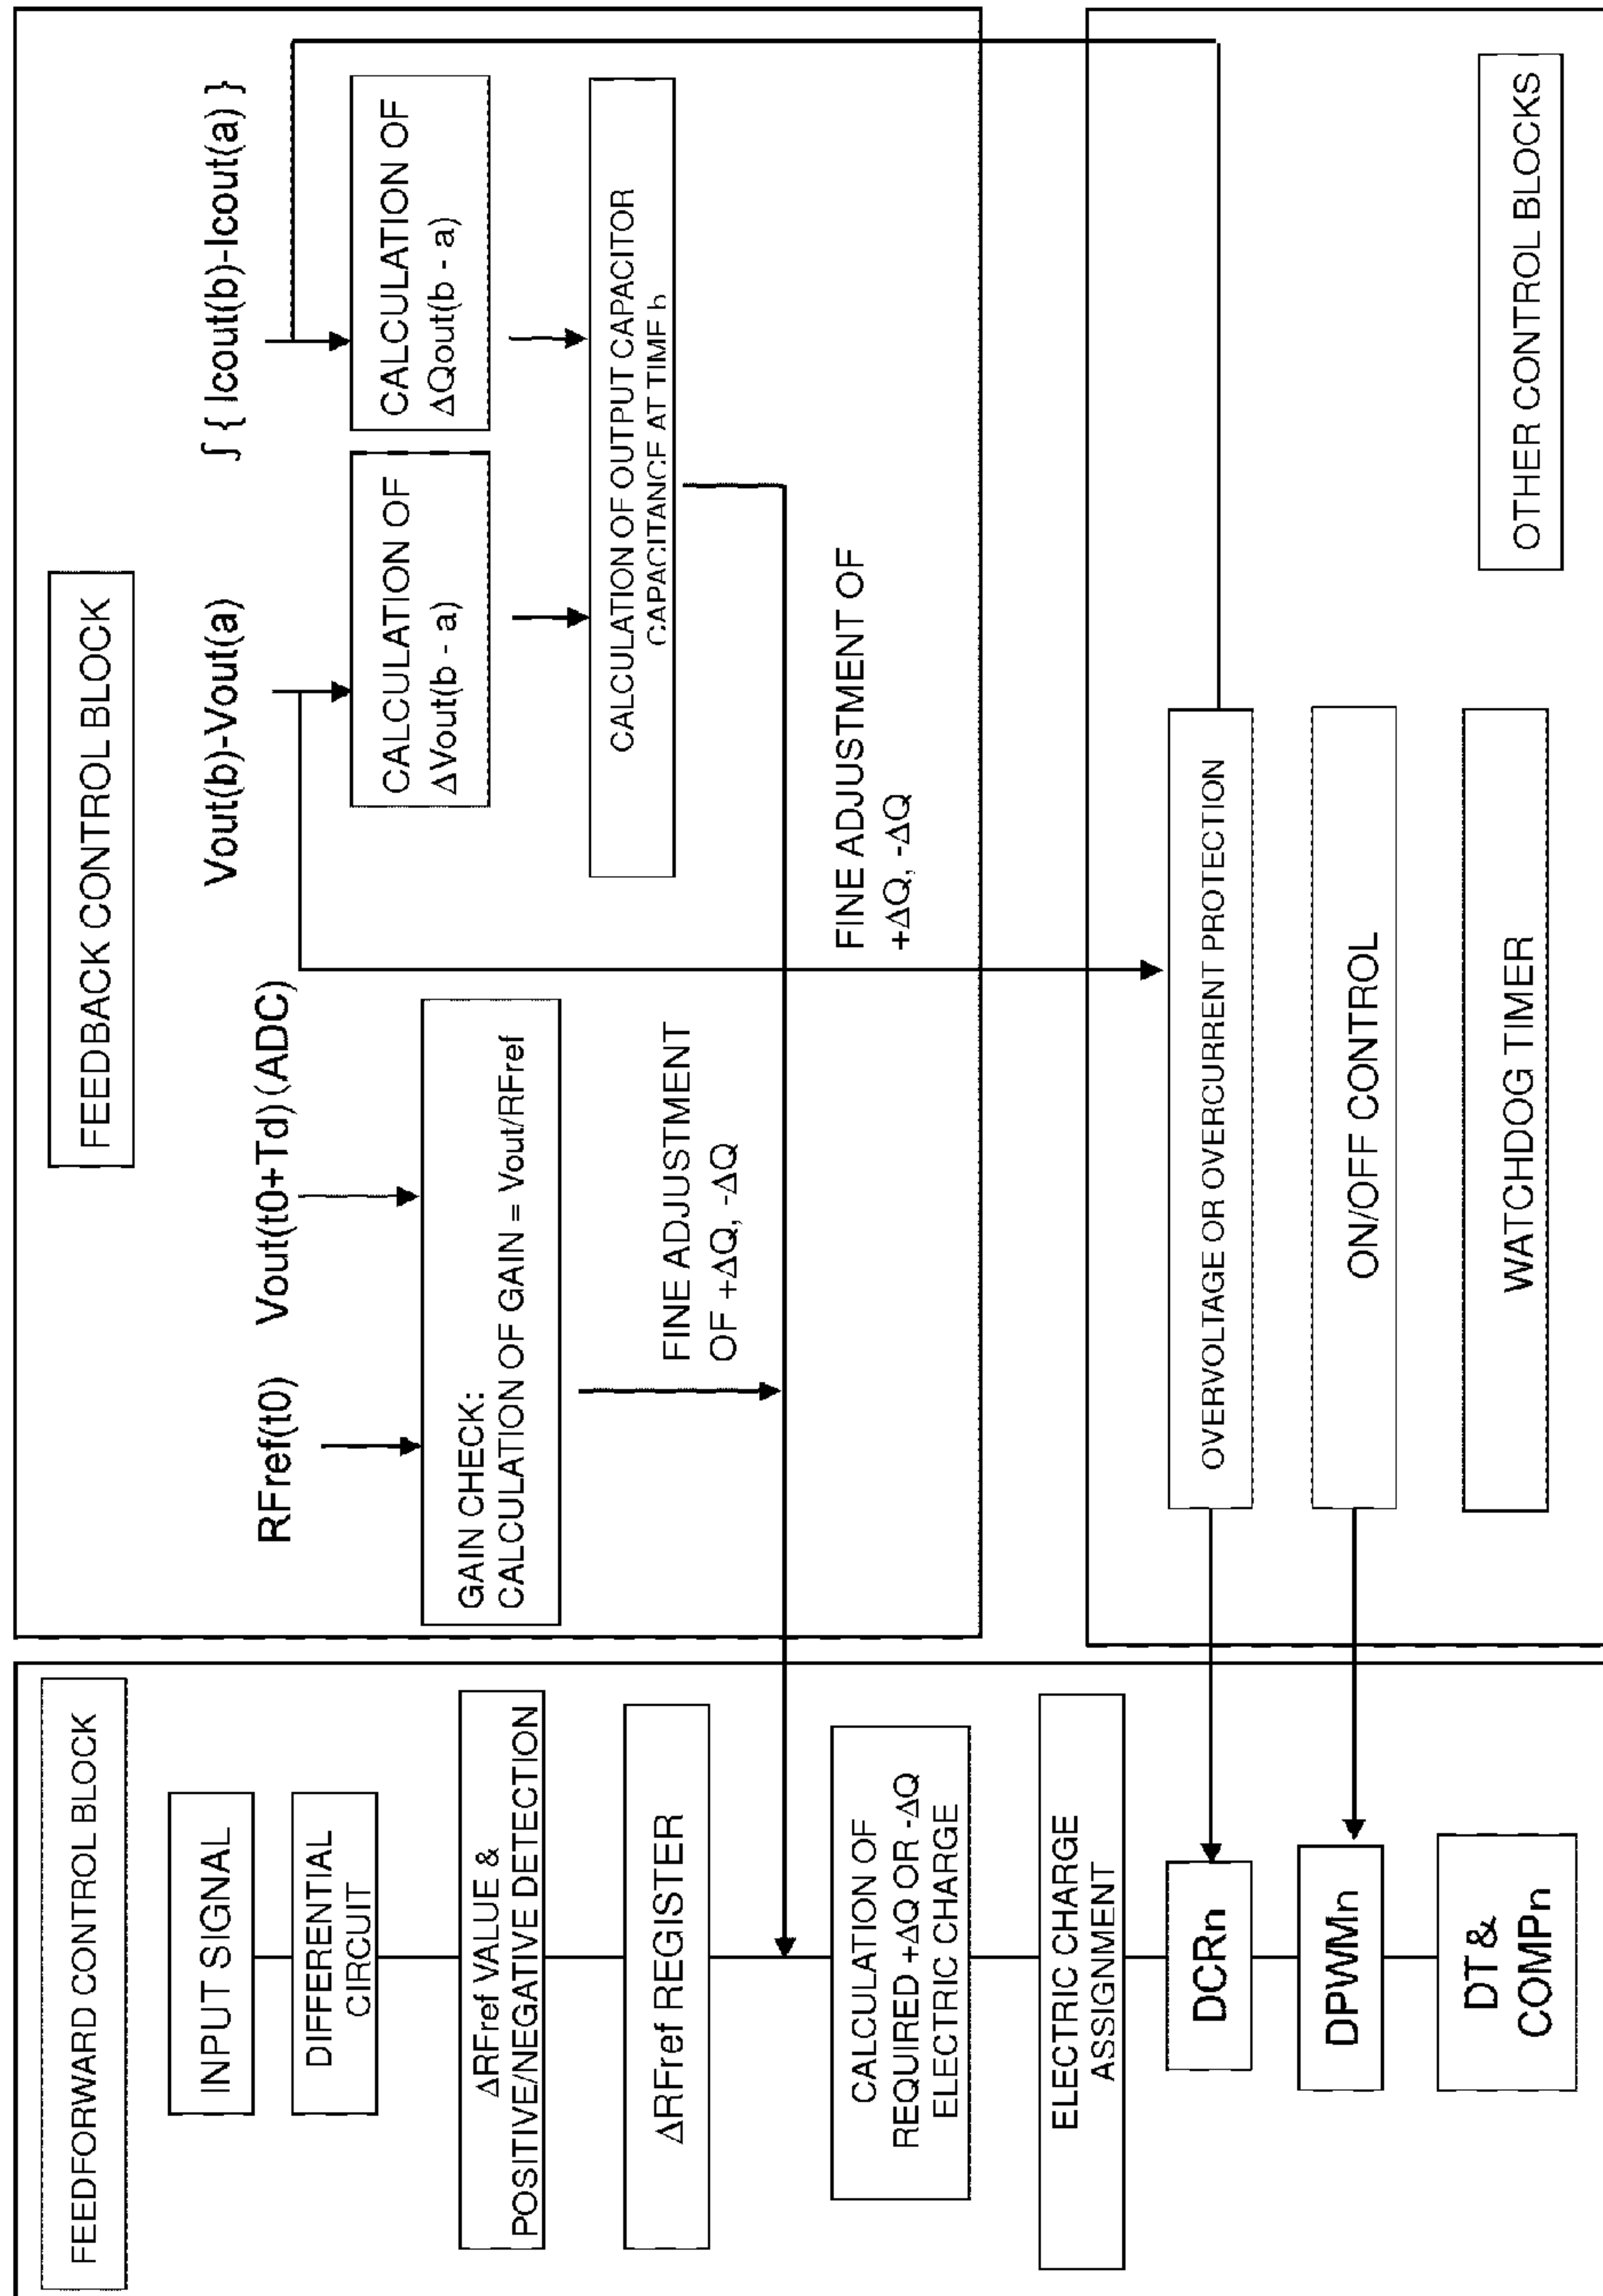 FEEDFORWARD CONTROL BLOCK
INPUT SIGNAL
DIFFERENTIAL
CIRCUIT
ΔRFref VALUE &
POSITIVE/NEGATIVE DETECTION
ΔRFref REGISTER
CALCULATION OF
REQUIRED +ΔQ OR -ΔQ
ELECTRIC CHARGE
ELECTRIC CHARGE
ASSIGNMENT
DCRn
DPWMn
DT &
COMPn
FEEDBACK CONTROL BLOCK
RFref(t0)
Vout(t0+Td)(ADC)
Vout(b)-Vout(a)
∫ { Icout(b)-Icout(a) }
GAIN CHECK:
CALCULATION OF GAIN = Vout/RFref
CALCULATION OF
ΔVout(b - a)
CALCULATION OF
ΔQout(b - a)
CALCULATION OF OUTPUT CAPACITOR
CAPACITANCE AT TIME b
FINE ADJUSTMENT
OF +ΔQ, -ΔQ
FINE ADJUSTMENT OF
+ΔQ, -ΔQ
OVERVOLTAGE OR OVERCURRENT PROTECTION
ON/OFF CONTROL
WATCHDOG TIMER
OTHER CONTROL BLOCKS